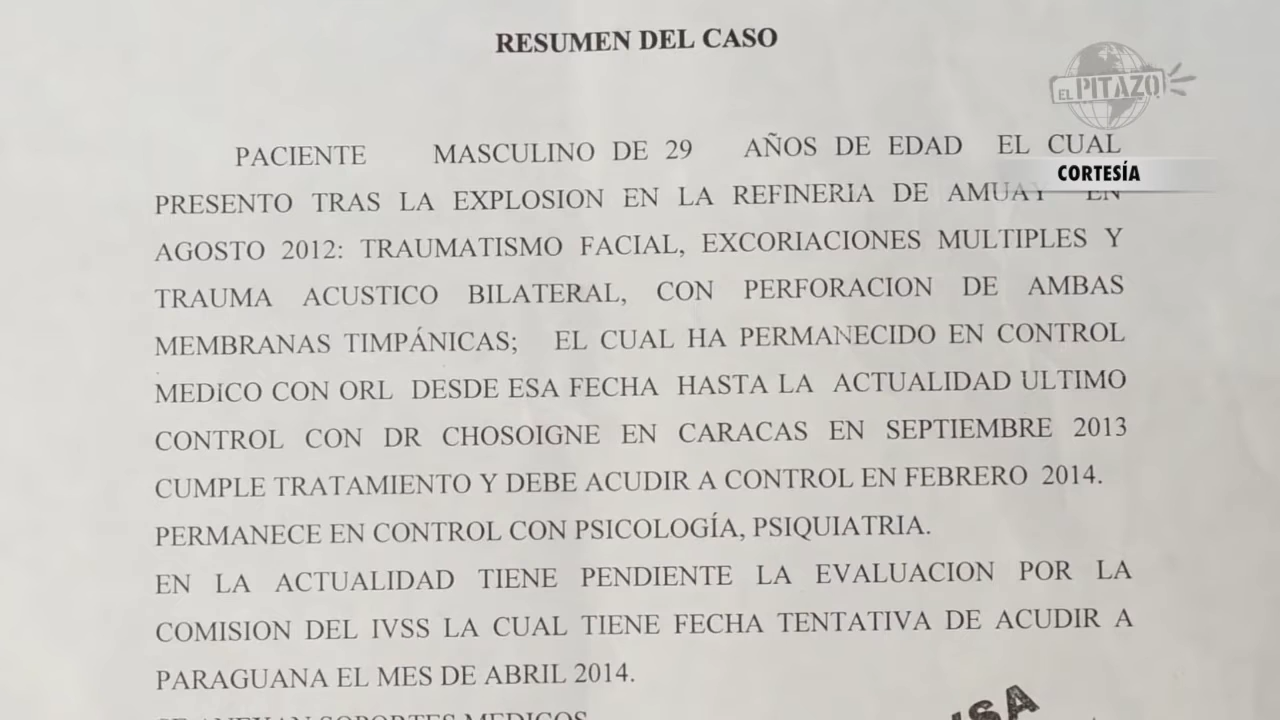 RESUMEN DEL CASO
EL PITAZO
CORTESÍA
PACIENTE MASCULINO DE 29 AÑOS DE EDAD EL CUAL
PRESENTO TRAS LA EXPLOSION EN LA REFINERIA DE AMUAY EN
AGOSTO 2012: TRAUMATISMO FACIAL, EXCORIACIONES MULTIPLES Y
TRAUMA ACUSTICO BILATERAL, CON PERFORACION DE AMBAS
MEMBRANAS TIMPÁNICAS; EL CUAL HA PERMANECIDO EN CONTROL
MEDICO CON ORL DESDE ESA FECHA HASTA LA ACTUALIDAD ULTIMO
CONTROL CON DR CHOSOIGNE EN CARACAS EN SEPTIEMBRE 2013
CUMPLE TRATAMIENTO Y DEBE ACUDIR A CONTROL EN FEBRERO 2014.
PERMANECE EN CONTROL CON PSICOLOGÍA, PSIQUIATRIA.
EN LA ACTUALIDAD TIENE PENDIENTE LA EVALUACION POR LA
COMISION DEL IVSS LA CUAL TIENE FECHA TENTATIVA DE ACUDIR A
PARAGUANA EL MES DE ABRIL 2014.
SE ANEXAN SOPORTES MEDICOS